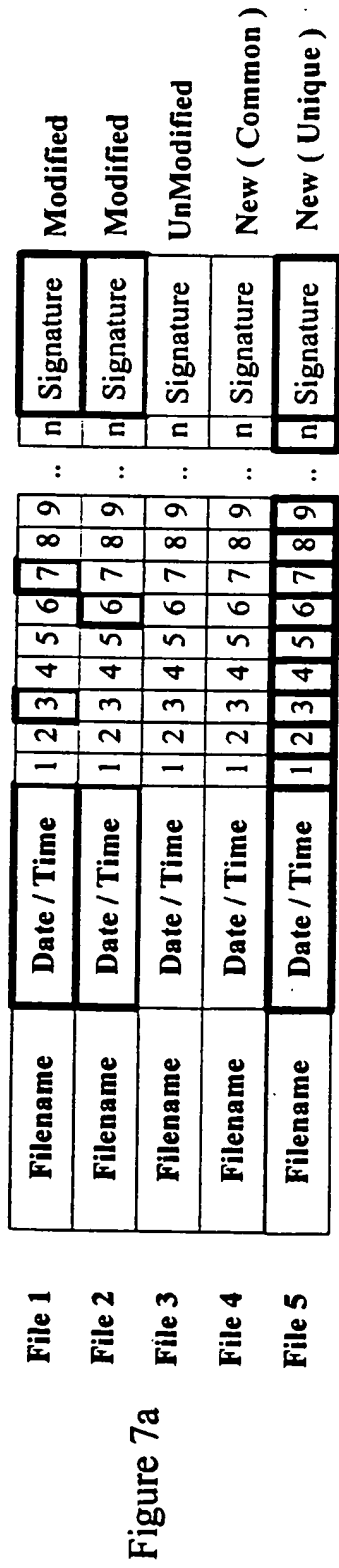 File 1 Filename Date / Time 1 2 3 4 5 6 7 8 9 .. n Signature Modified
File 2 Filename Date / Time 1 2 3 4 5 6 7 8 9 .. n Signature Modified
File 3 Filename Date / Time 1 2 3 4 5 6 7 8 9 .. n Signature UnModified
File 4 Filename Date / Time 1 2 3 4 5 6 7 8 9 .. n Signature New ( Common )
File 5 Filename Date / Time 1 2 3 4 5 6 7 8 9 .. n Signature New ( Unique )
Figure 7a